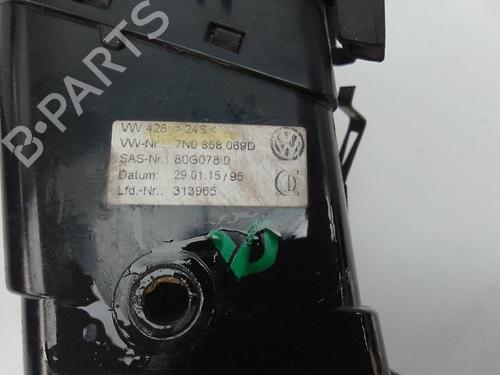 B-PARTS
VW 428 >24S<
VW-Nr.: 7N0 858 069D
SAS-Nr.: 80G078.0
Datum: 29.01.15 / 95
Lfd.-Nr.: 313965